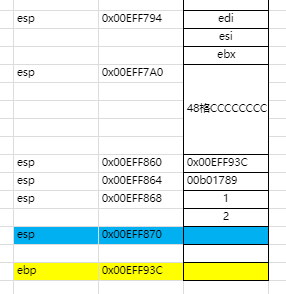 esp 0x00EFF794 edi
esi
ebx
esp 0x00EFF7A0
48格CCCCCCCC
esp 0x00EFF860 0x00EFF93C
esp 0x00EFF864 00b01789
esp 0x00EFF868 1
2
esp 0x00EFF870
ebp 0x00EFF93C